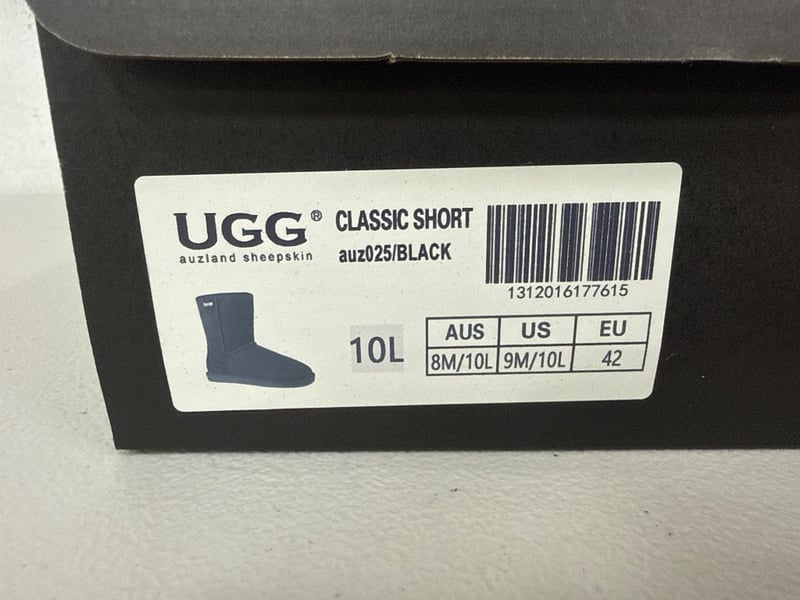 UGG® CLASSIC SHORT
auzland sheepskin auz025/BLACK
1312016177615
10L
AUS US EU
8M/10L 9M/10L 42